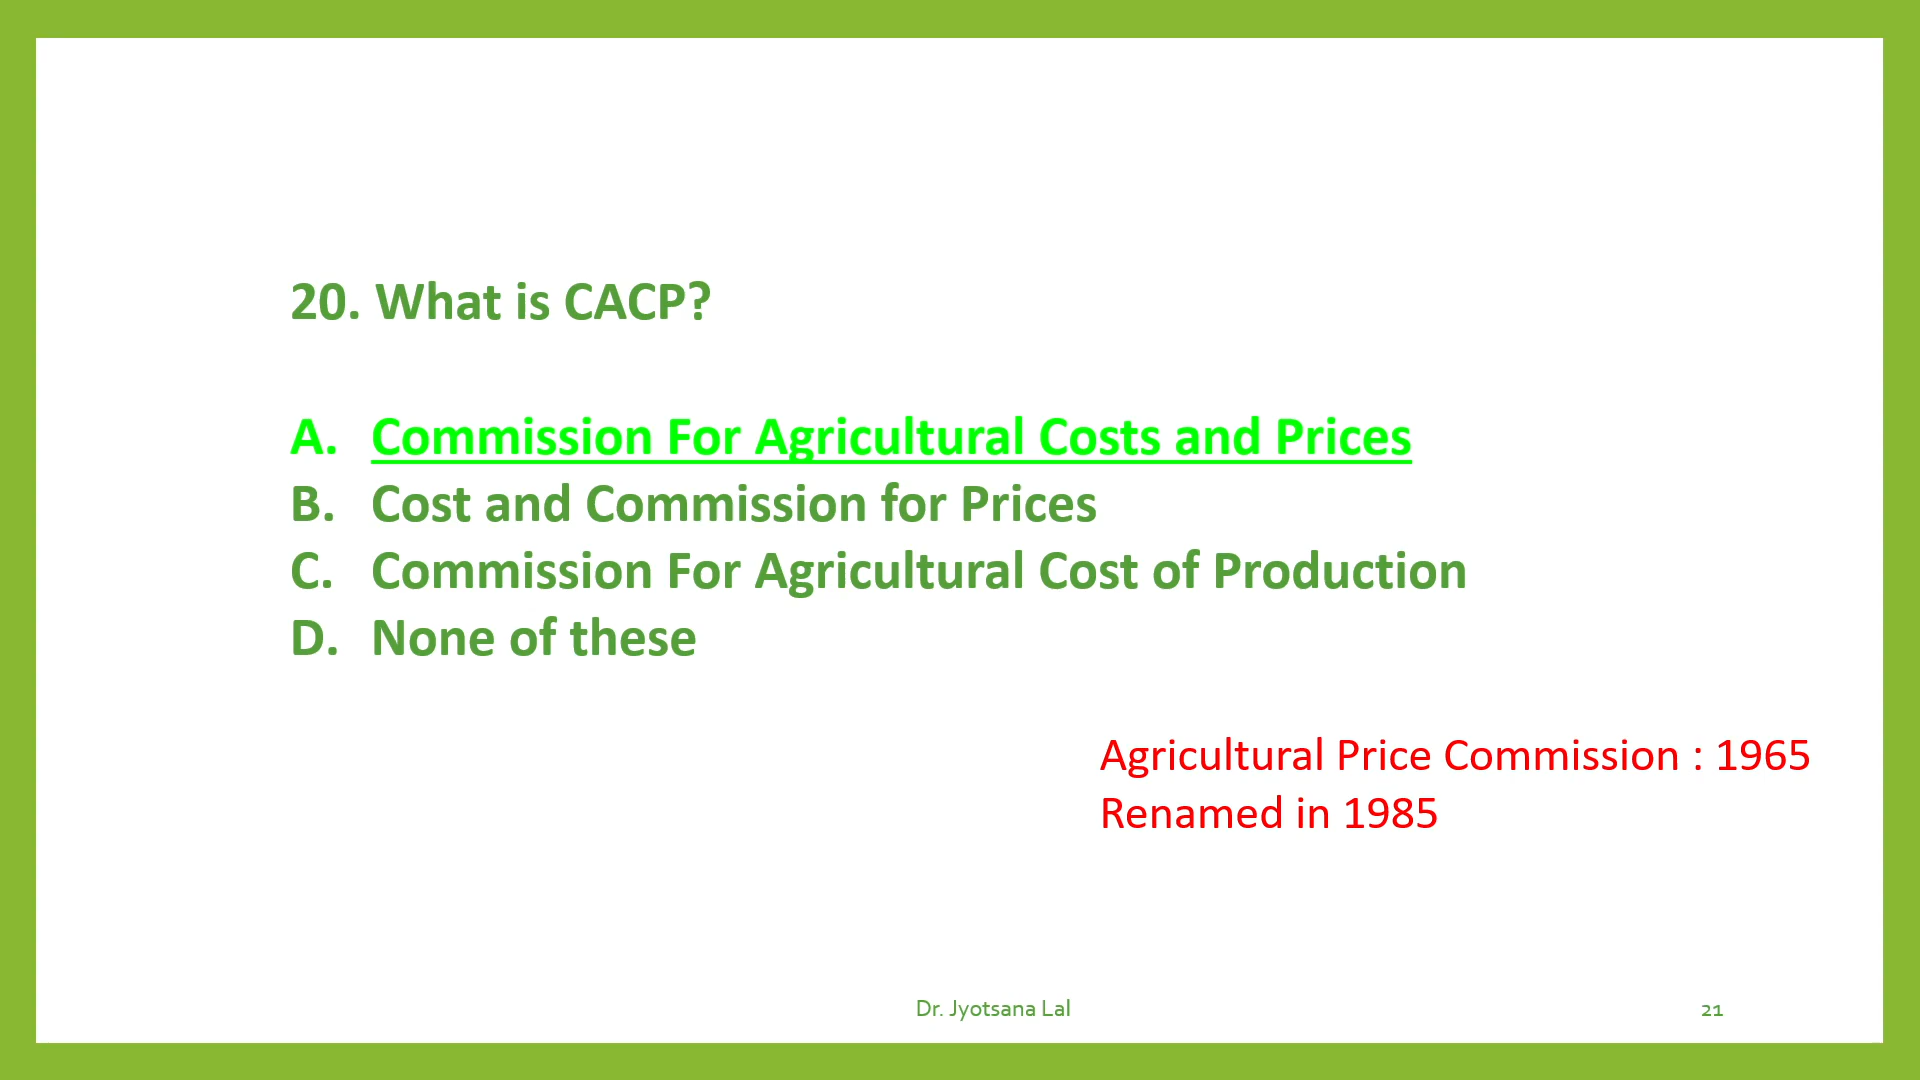 20. What is CACP?
A. Commission For Agricultural Costs and Prices
B. Cost and Commission for Prices
C. Commission For Agricultural Cost of Production
D. None of these
Agricultural Price Commission : 1965
Renamed in 1985
Dr. Jyotsana Lal
21